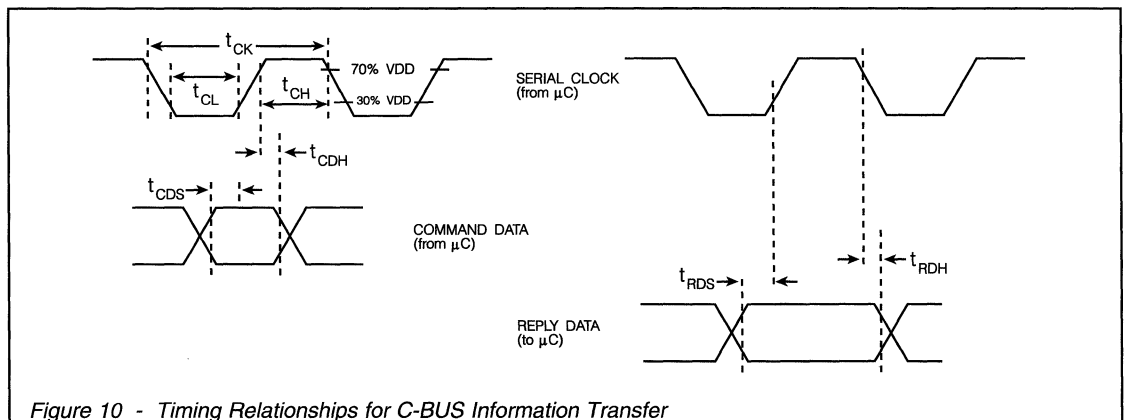 tCK
70% VDD
tCL
tCH
30% VDD
SERIAL CLOCK
(from µC)
tCDH
tCDS
COMMAND DATA
(from µC)
tRDS
tRDH
REPLY DATA
(to µC)
Figure 10 - Timing Relationships for C-BUS Information Transfer